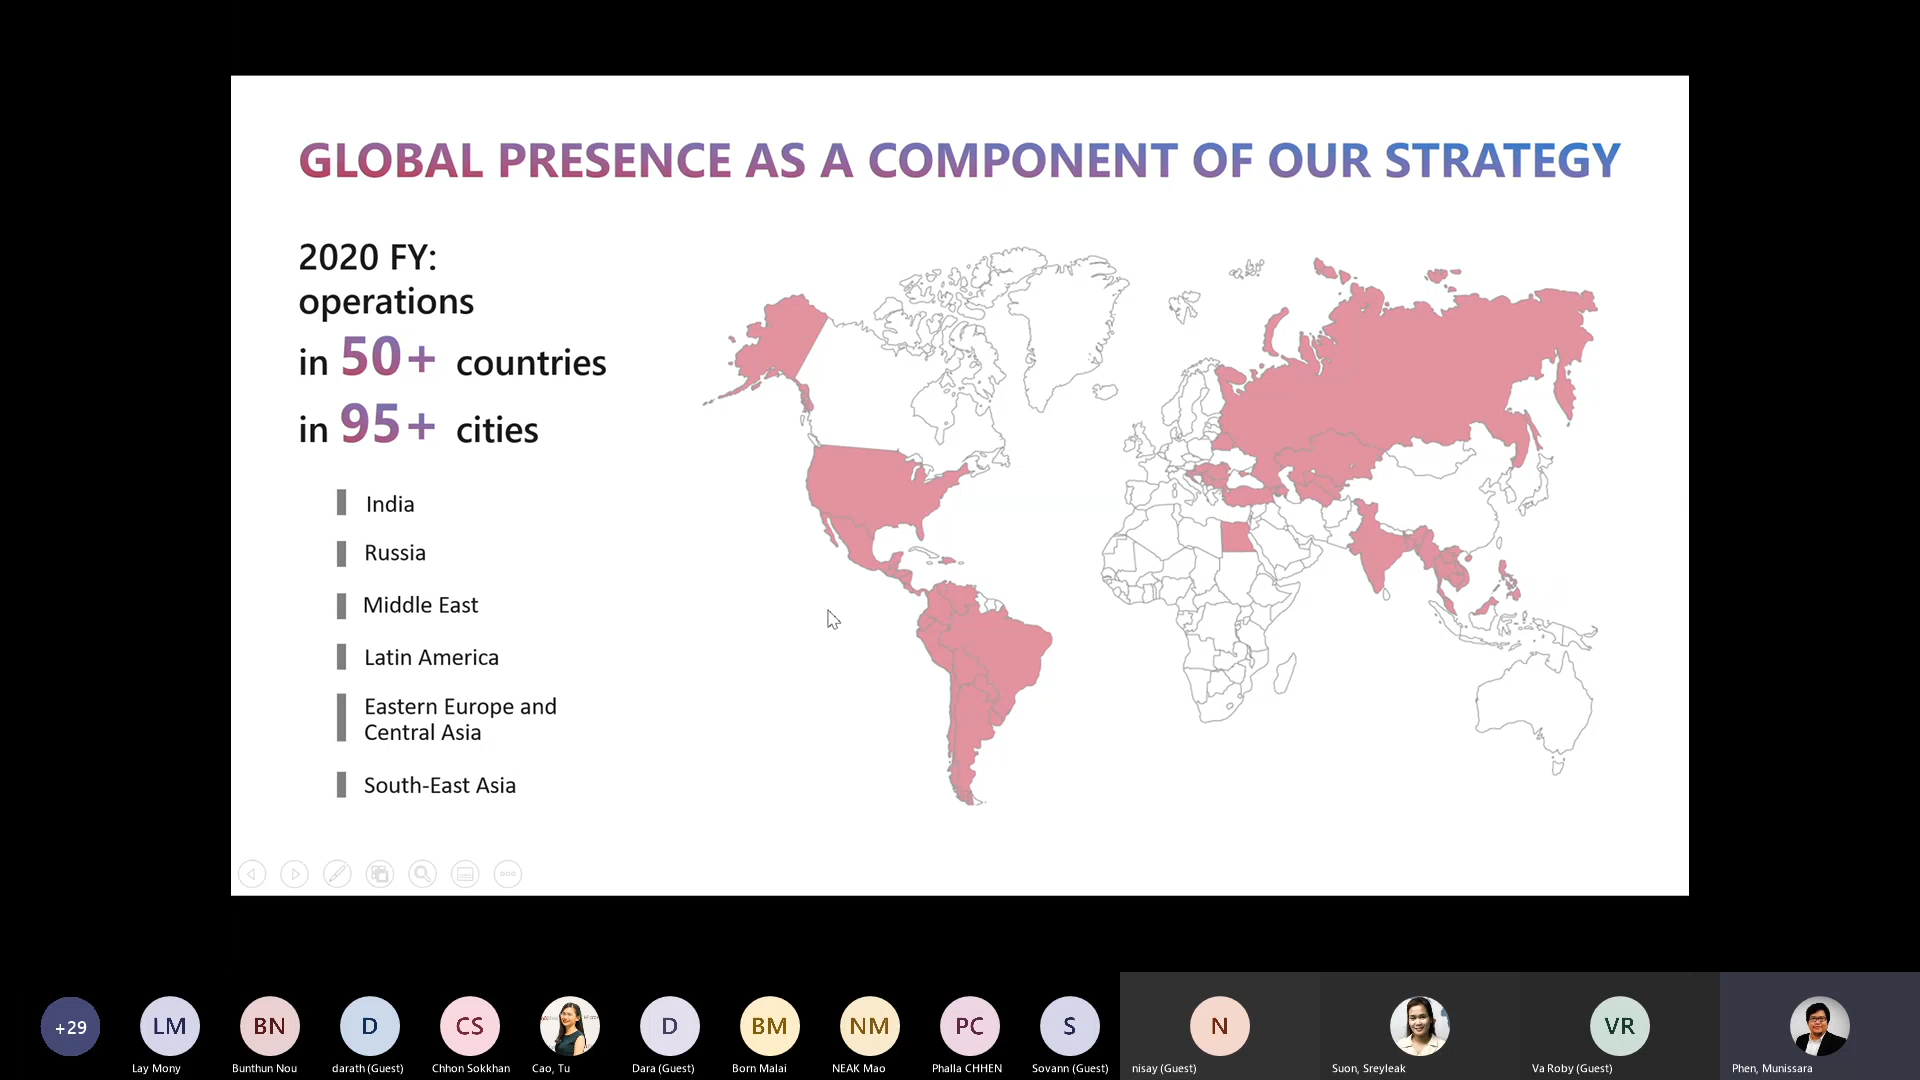 GLOBAL PRESENCE AS A COMPONENT OF OUR STRATEGY
2020 FY:
operations
in 50+ countries
in 95+ cities
India
Russia
Middle East
Latin America
Eastern Europe and
Central Asia
South-East Asia
+29
LM
BN
D
CS
D
BM
NM
PC
S
N
VR
Lay Mony
Bunthun Nou
darath (Guest)
Chhon Sokkhan
Cao, Tu
Dara (Guest)
Born Malai
NEAK Mao
Phalla CHHEN
Sovann (Guest)
nisay (Guest)
Suon, Sreyleak
Va Roby (Guest)
Phen, Munissara